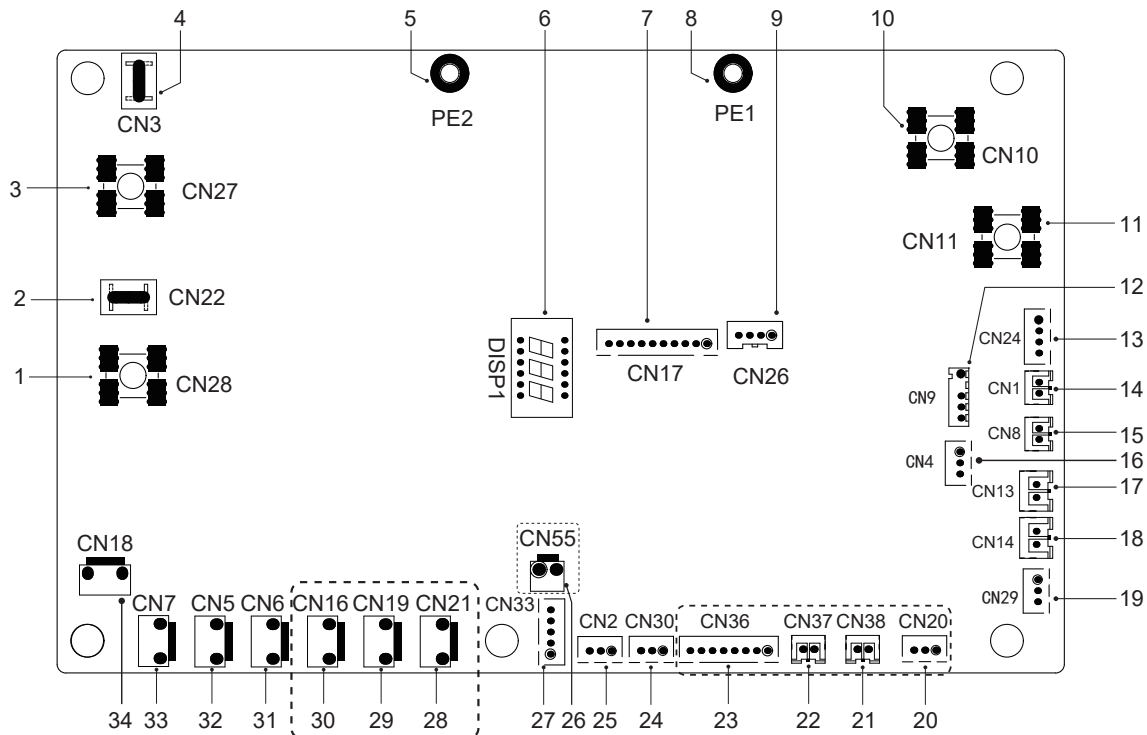 4 5 6 7 8 9 10
CN3 PE2 PE1
CN10
3 CN27
CN11 11
2 CN22
12
CN24 13
DISP1
CN17 CN26
1 CN28
CN9 CN1 14
CN8 15
CN4 16
CN13 17
CN14 18
CN18 CN55
CN29 19
CN7 CN5 CN6 CN16 CN19 CN21 CN33 CN2 CN30 CN36 CN37 CN38 CN20
34 33 32 31 30 29 28 27 26 25 24 23 22 21 20